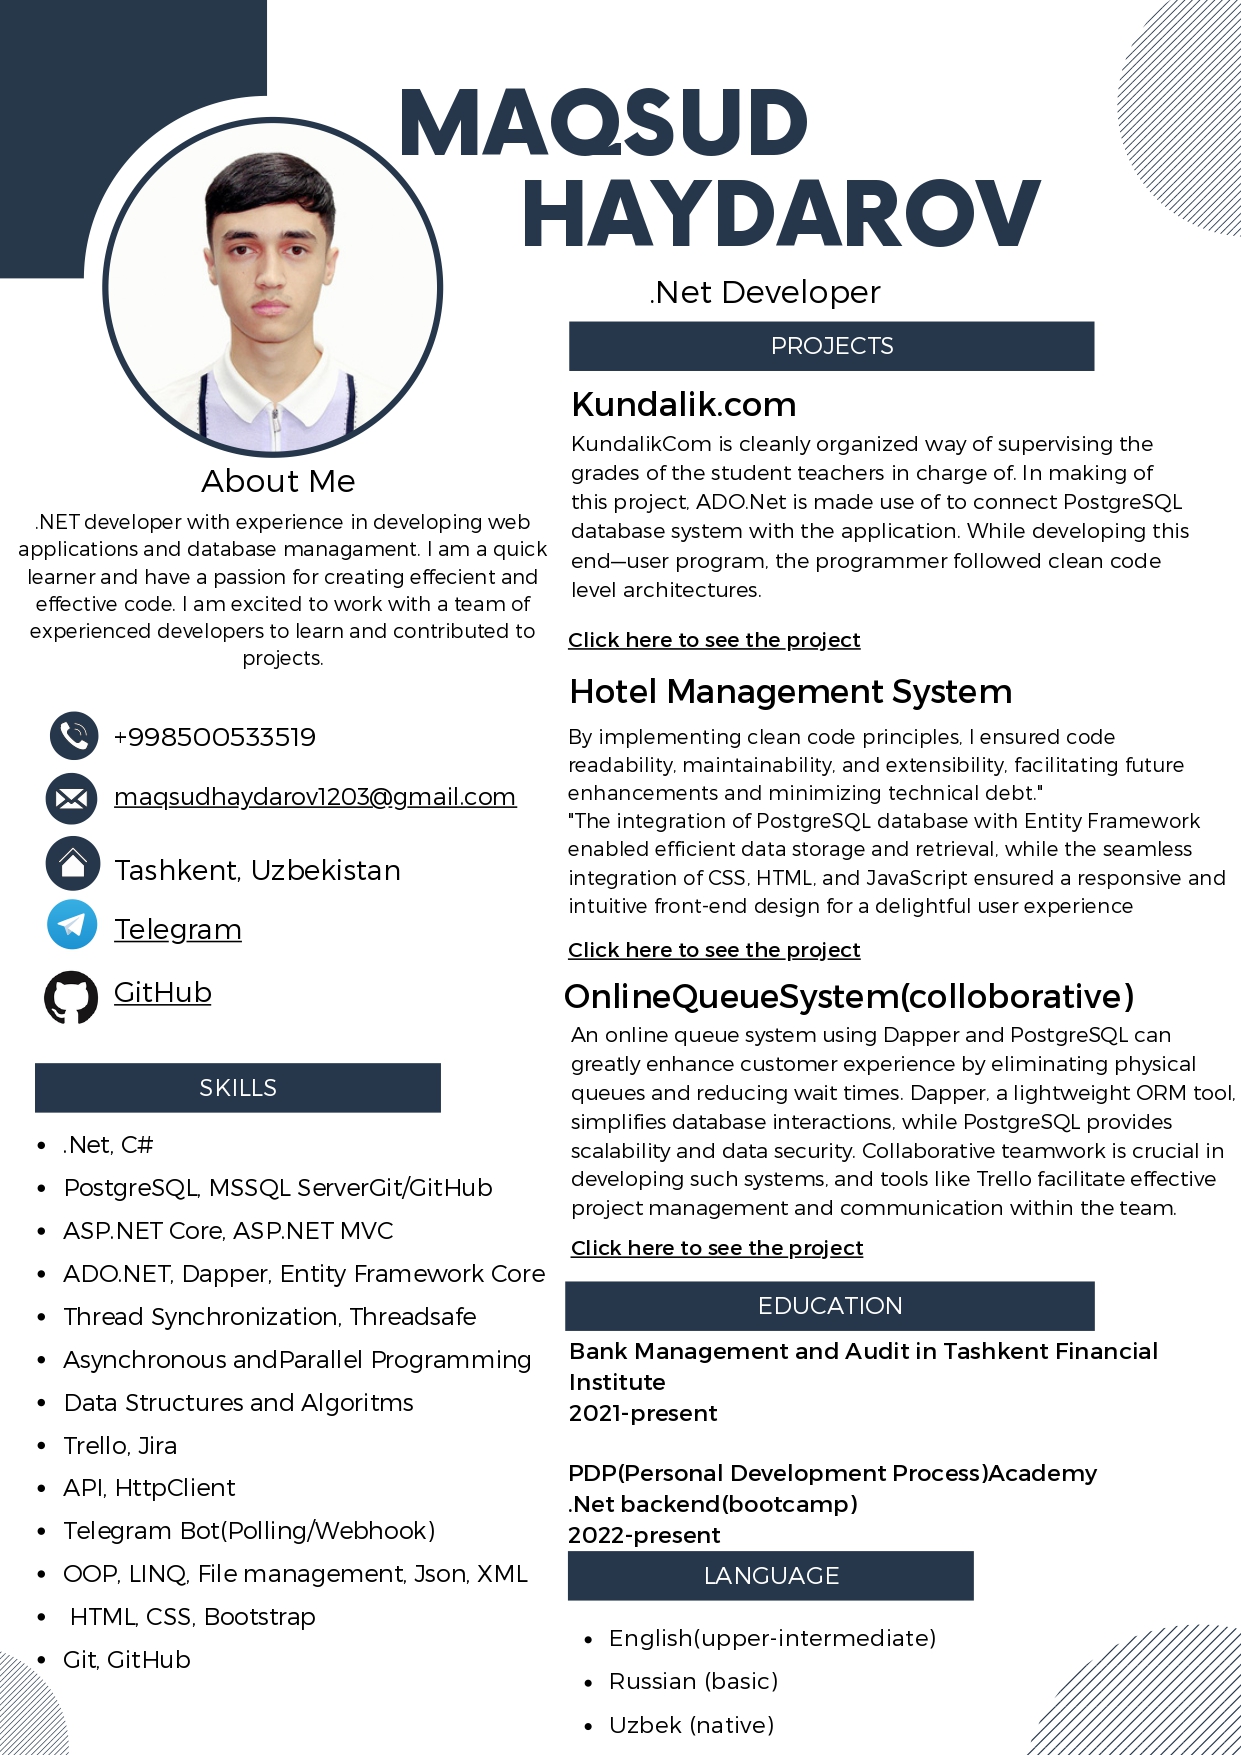 MAQSUD
HAYDAROV
.Net Developer
About Me
.NET developer with experience in developing web
applications and database managament. I am a quick
learner and have a passion for creating effecient and
effective code. I am excited to work with a team of
experienced developers to learn and contributed to
projects.
+998500533519
maqsudhaydarov1203@gmail.com
Tashkent, Uzbekistan
Telegram
GitHub
SKILLS
• .Net, C#
• PostgreSQL, MSSQL ServerGit/GitHub
• ASP.NET Core, ASP.NET MVC
• ADO.NET, Dapper, Entity Framework Core
• Thread Synchronization, Threadsafe
• Asynchronous andParallel Programming
• Data Structures and Algoritms
• Trello, Jira
• API, HttpClient
• Telegram Bot(Polling/Webhook)
• OOP, LINQ, File management, Json, XML
• HTML, CSS, Bootstrap
• Git, GitHub
PROJECTS
Kundalik.com
KundalikCom is cleanly organized way of supervising the
grades of the student teachers in charge of. In making of
this project, ADO.Net is made use of to connect PostgreSQL
database system with the application. While developing this
end—user program, the programmer followed clean code
level architectures.
Click here to see the project
Hotel Management System
By implementing clean code principles, I ensured code
readability, maintainability, and extensibility, facilitating future
enhancements and minimizing technical debt."
"The integration of PostgreSQL database with Entity Framework
enabled efficient data storage and retrieval, while the seamless
integration of CSS, HTML, and JavaScript ensured a responsive and
intuitive front-end design for a delightful user experience
Click here to see the project
OnlineQueueSystem(colloborative)
An online queue system using Dapper and PostgreSQL can
greatly enhance customer experience by eliminating physical
queues and reducing wait times. Dapper, a lightweight ORM tool,
simplifies database interactions, while PostgreSQL provides
scalability and data security. Collaborative teamwork is crucial in
developing such systems, and tools like Trello facilitate effective
project management and communication within the team.
Click here to see the project
EDUCATION
Bank Management and Audit in Tashkent Financial
Institute
2021-present
PDP(Personal Development Process)Academy
.Net backend(bootcamp)
2022-present
LANGUAGE
• English(upper-intermediate)
• Russian (basic)
• Uzbek (native)